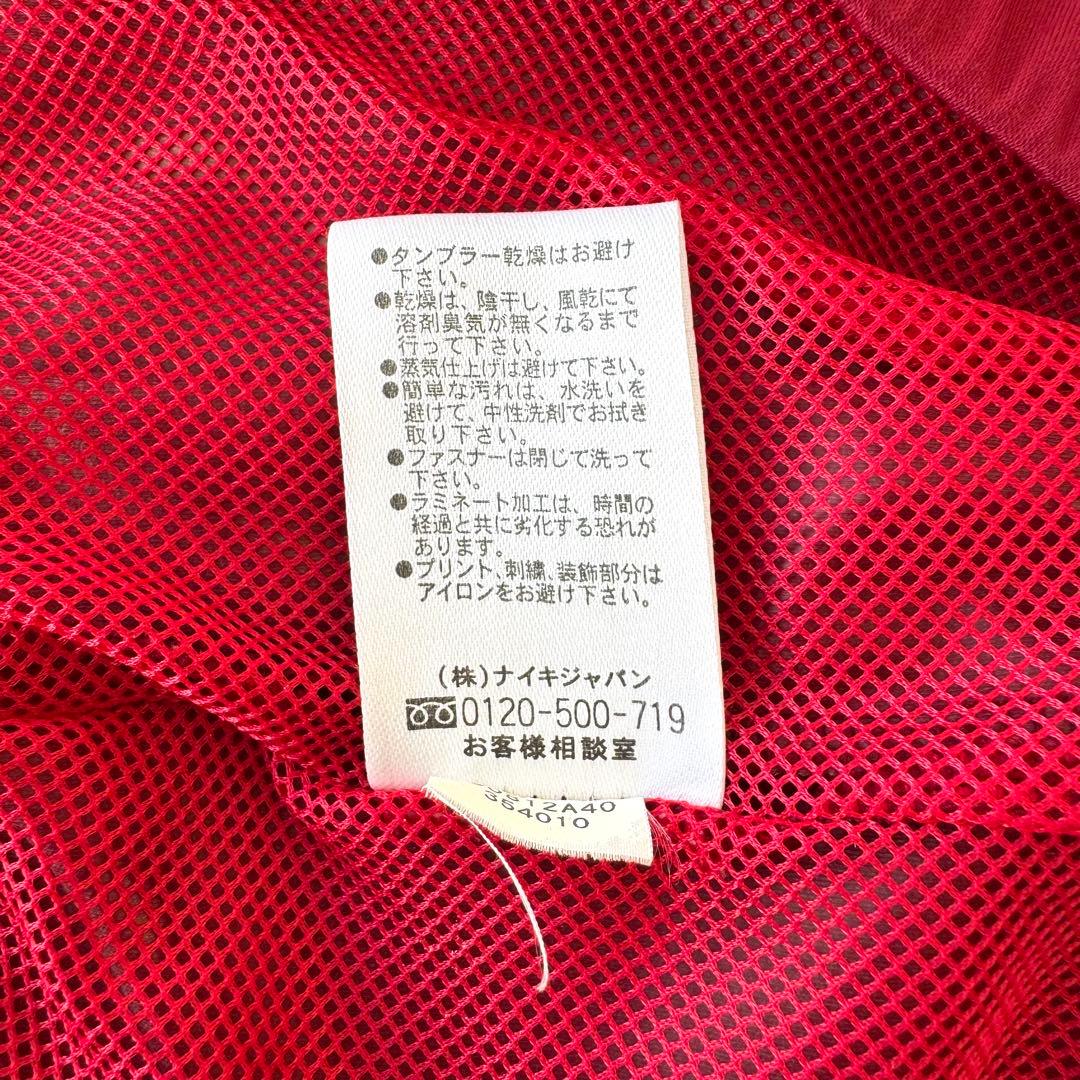 ●タンブラー乾燥はお避け
下さい。
●乾燥は、陰干し、風乾にて
溶剤臭気が無くなるまで
行って下さい。
●蒸気仕上げは避けて下さい。
●簡単な汚れは、水洗いを
避けて、中性洗剤でお拭き
取り下さい。
●ファスナーは閉じて洗って
下さい。
●ラミネート加工は、時間の
経過と共に劣化する恐れが
あります。
●プリント、刺繍、装飾部分は
アイロンをお避け下さい。
(株)ナイキジャパン
0120-500-719
お客様相談室
354010